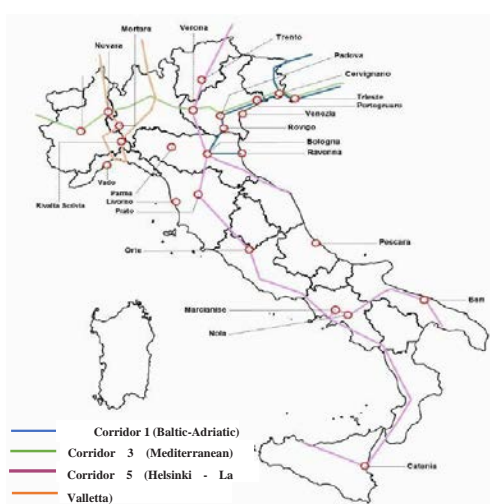 Mortara
Verona
Novara
Trento
Padova
Cervignano
Trieste
Portogruaro
Venezia
Rovigo
Bologna
Ravenna
Vado
Parma
Livorno
Prato
Rivalta Scrivia
Orte
Pescara
Marcianise
Bari
Nola
Catania
Corridor 1 (Baltic-Adriatic)
Corridor 3 (Mediterranean)
Corridor 5 (Helsinki - La
Valletta)